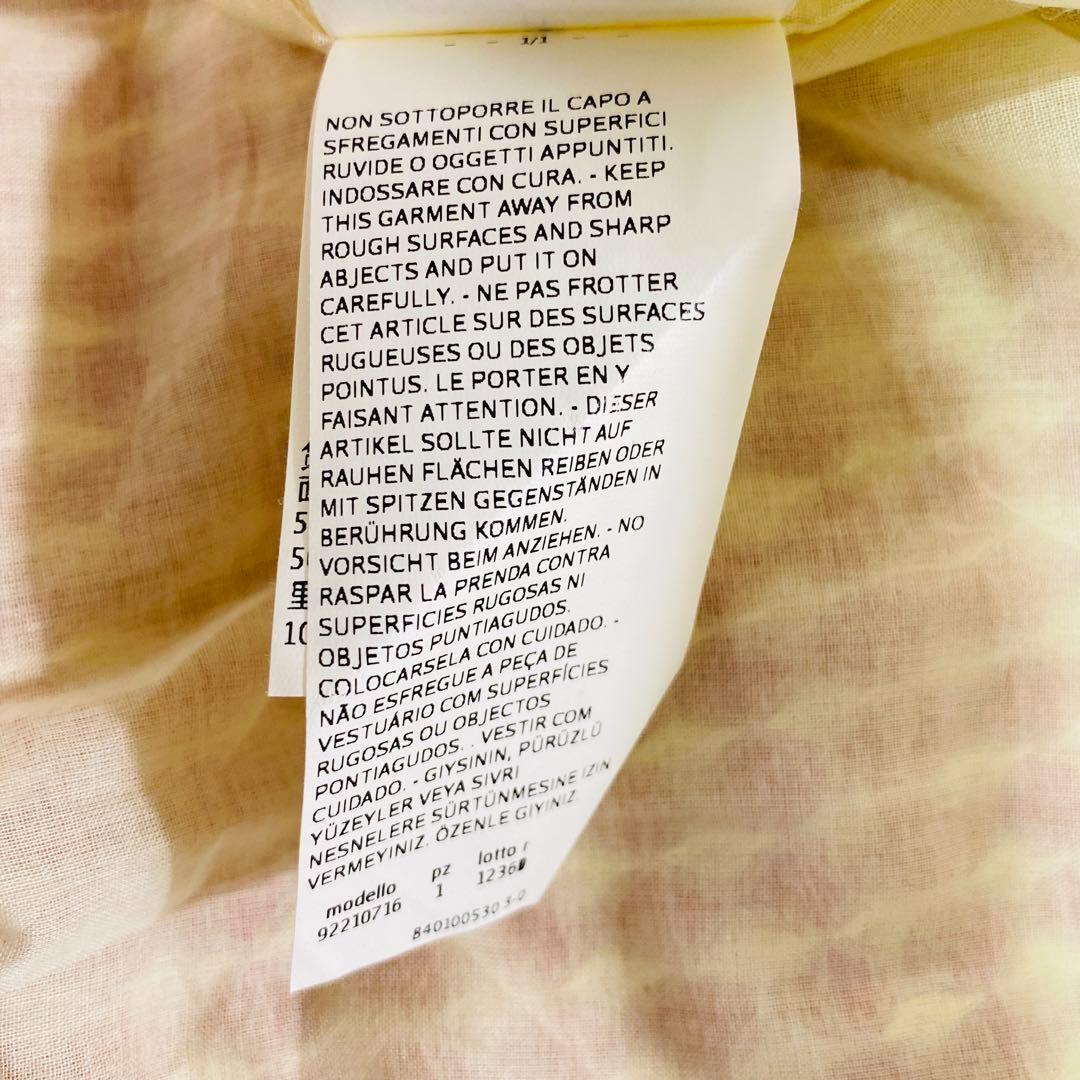 1/1
NON SOTTOPORRE IL CAPO A
SFREGAMENTI CON SUPERFICI
RUVIDE O OGGETTI APPUNTITI.
INDOSSARE CON CURA. - KEEP
THIS GARMENT AWAY FROM
ROUGH SURFACES AND SHARP
ABJECTS AND PUT IT ON
CAREFULLY. - NE PAS FROTTER
CET ARTICLE SUR DES SURFACES
RUGUEUSES OU DES OBJETS
POINTUS. LE PORTER EN Y
FAISANT ATTENTION. - DIESER
ARTIKEL SOLLTE NICHT AUF
RAUHEN FLÄCHEN REIBEN ODER
MIT SPITZEN GEGENSTÄNDEN IN
BERÜHRUNG KOMMEN.
VORSICHT BEIM ANZIEHEN. - NO
RASPAR LA PRENDA CONTRA
SUPERFICIES RUGOSAS NI
OBJETOS PUNTIAGUDOS.
COLOCARSELA CON CUIDADO. -
NÃO ESFREGUE A PEÇA DE
VESTUÁRIO COM SUPERFÍCIES
RUGOSAS OU OBJECTOS
PONTIAGUDOS. . VESTIR COM
CUIDADO. - GIYSININ, PÜRÜZLÜ
YÜZEYLER VEYA SIVRI
NESNELERE SÜRTÜNMESINE IZIN
VERMEYINIZ. ÖZENLE GIYINIZ.
modello pz lotto
92210716 1